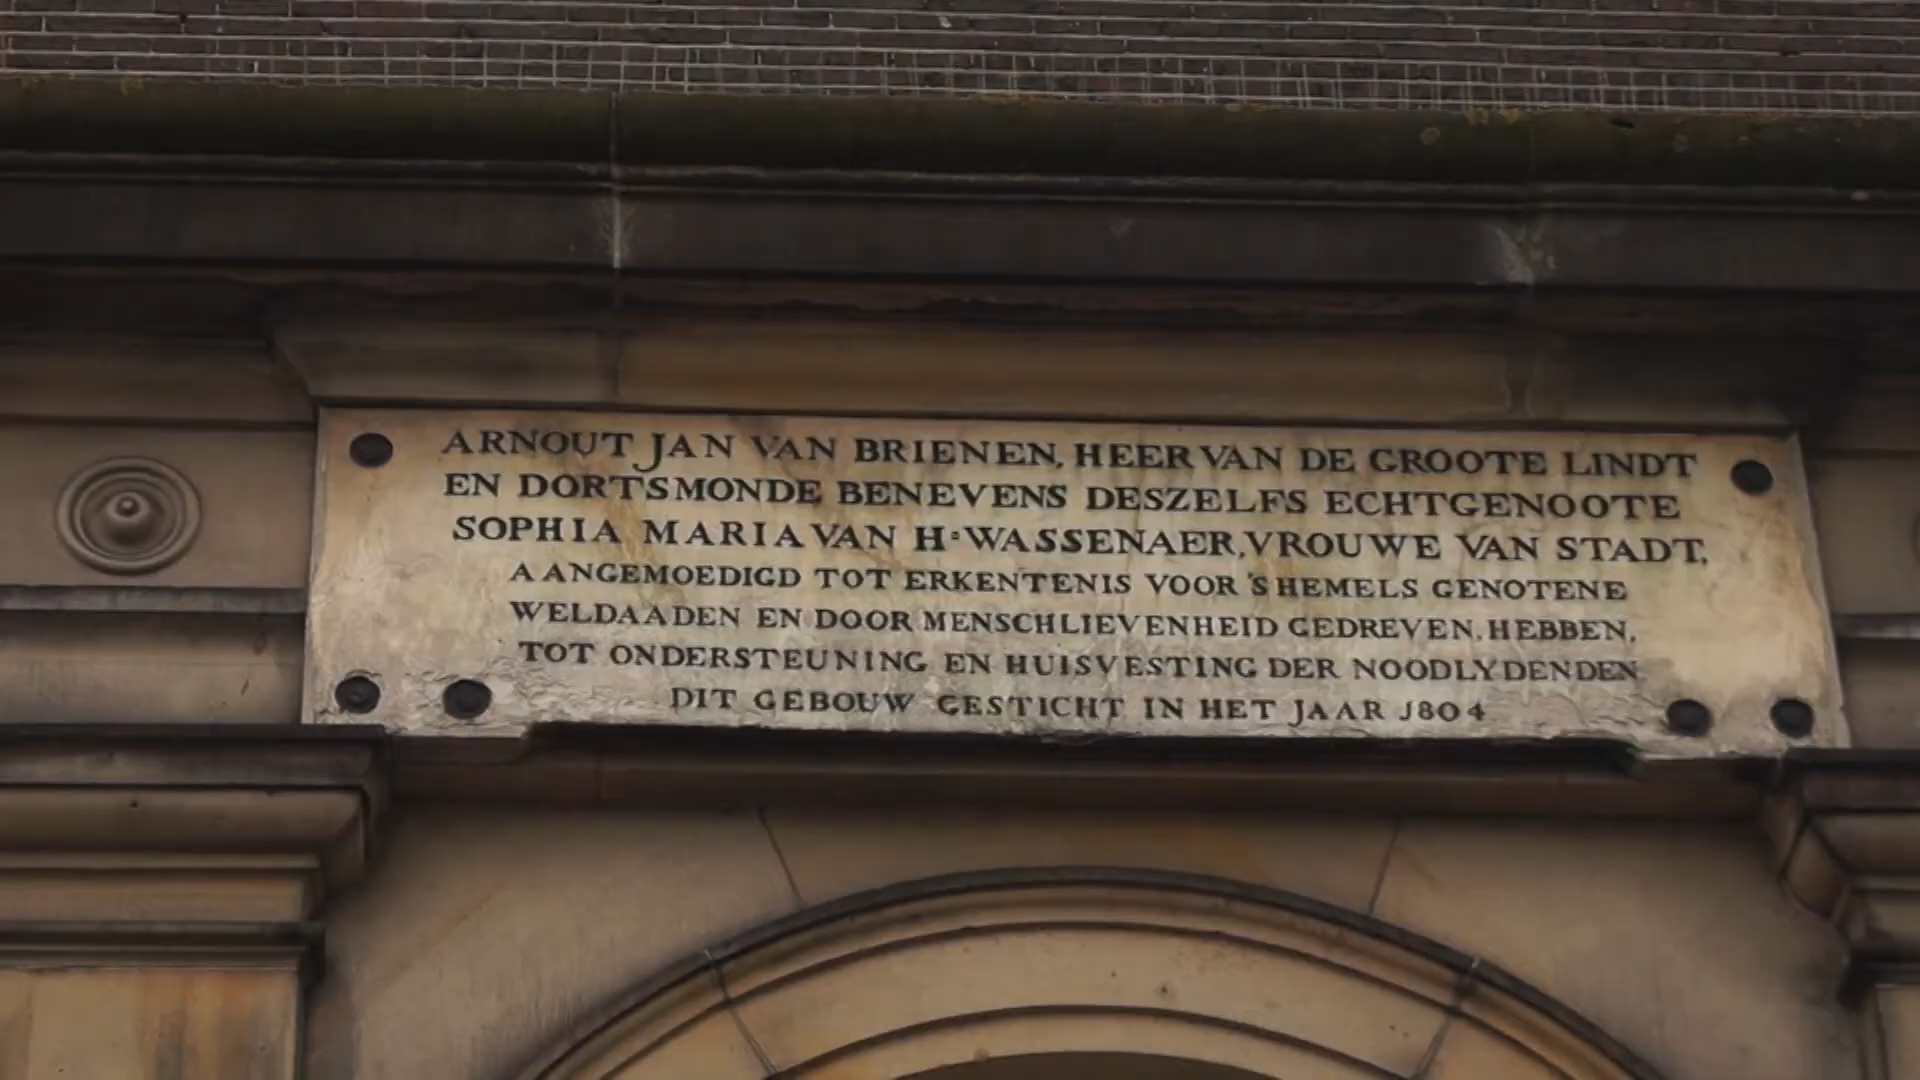 ARNOUT JAN VAN BRIENEN, HEER VAN DE GROOTE LINDT
EN DORTSMONDE BENEVENS DESZELFS ECHTGENOOTE
SOPHIA MARIA VAN H=WASSENAER, VROUWE VAN STADT,
AANGEMOEDIGD TOT ERKENTENIS VOOR 'S HEMELS GENOTENE
WELDAADEN EN DOOR MENSCHLIEVENHEID GEDREVEN, HEBBEN,
TOT ONDERSTEUNING EN HUISVESTING DER NOODLYDENDEN
DIT GEBOUW GESTICHT IN HET JAAR J804